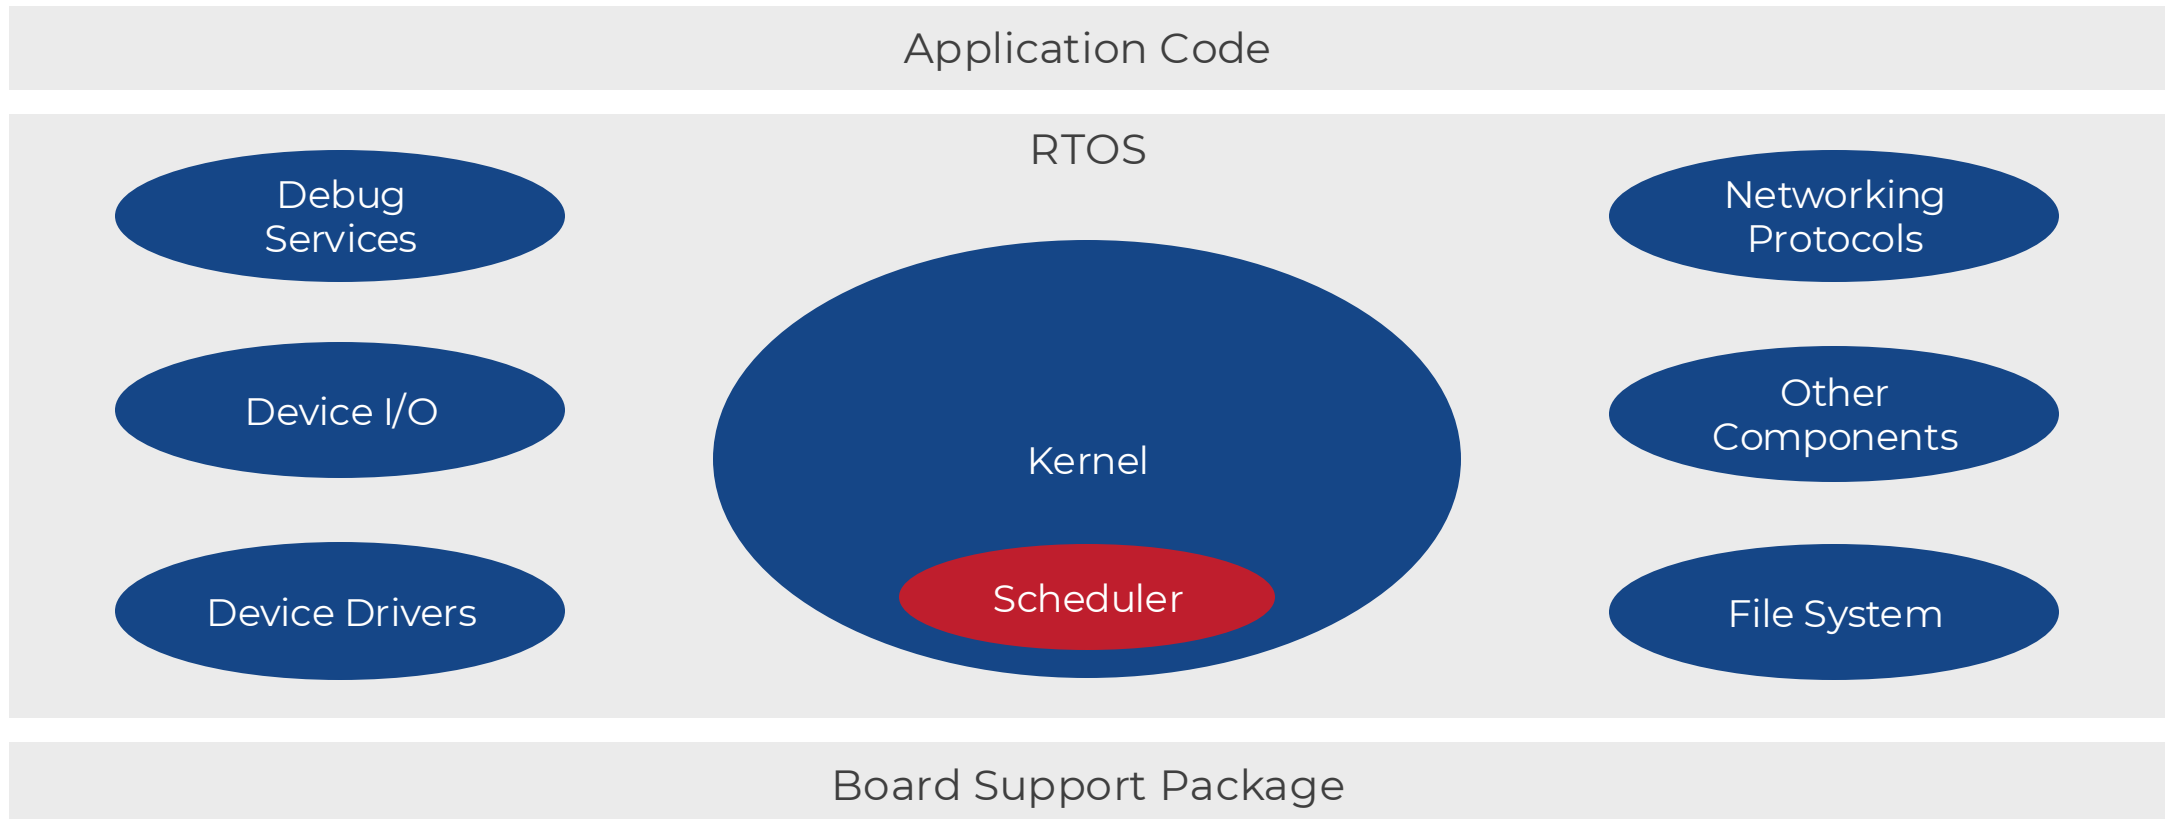 Application Code
RTOS
Debug
Services
Device I/O
Device Drivers
Kernel
Scheduler
Networking
Protocols
Other
Components
File System
Board Support Package